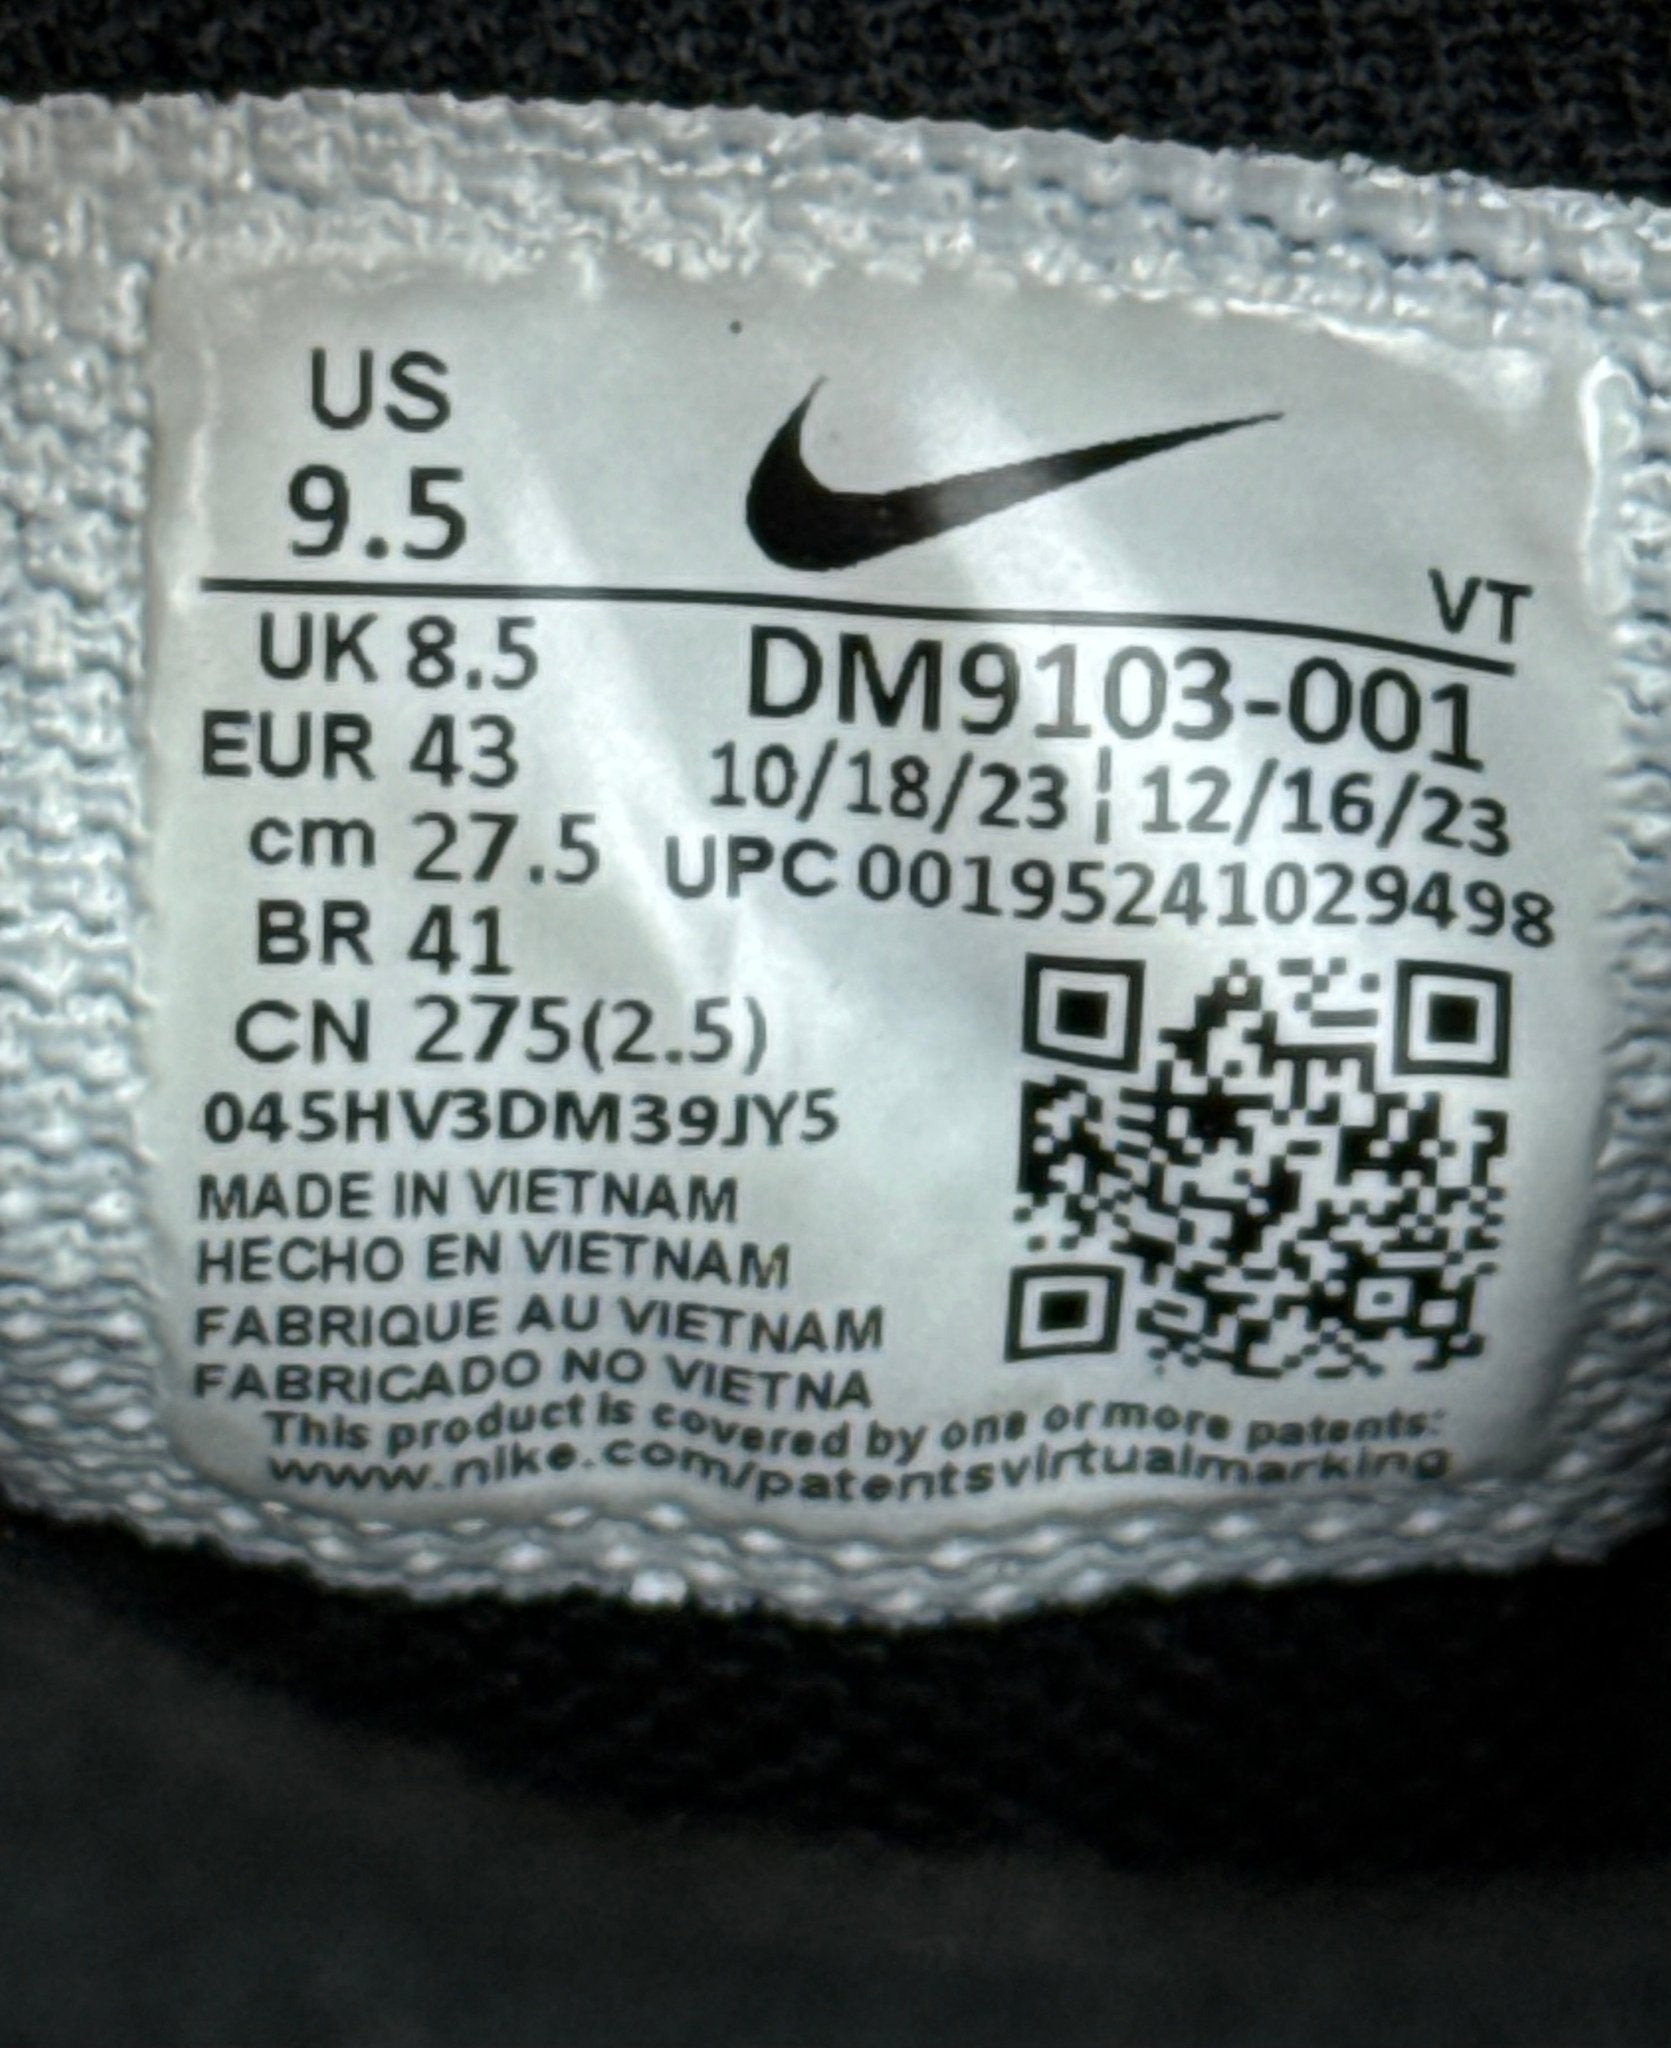 US
9.5
VT
UK 8.5
EUR 43
cm 27.5
BR 41
CN 275(2.5)
DM9103-001
10/18/23 ¦ 12/16/23
UPC 00195241029498
045HV3DM39JY5
MADE IN VIETNAM
HECHO EN VIETNAM
FABRIQUE AU VIETNAM
FABRICADO NO VIETNA
This product is covered by one or more patents:
www.nike.com/patentsvirtualmarking